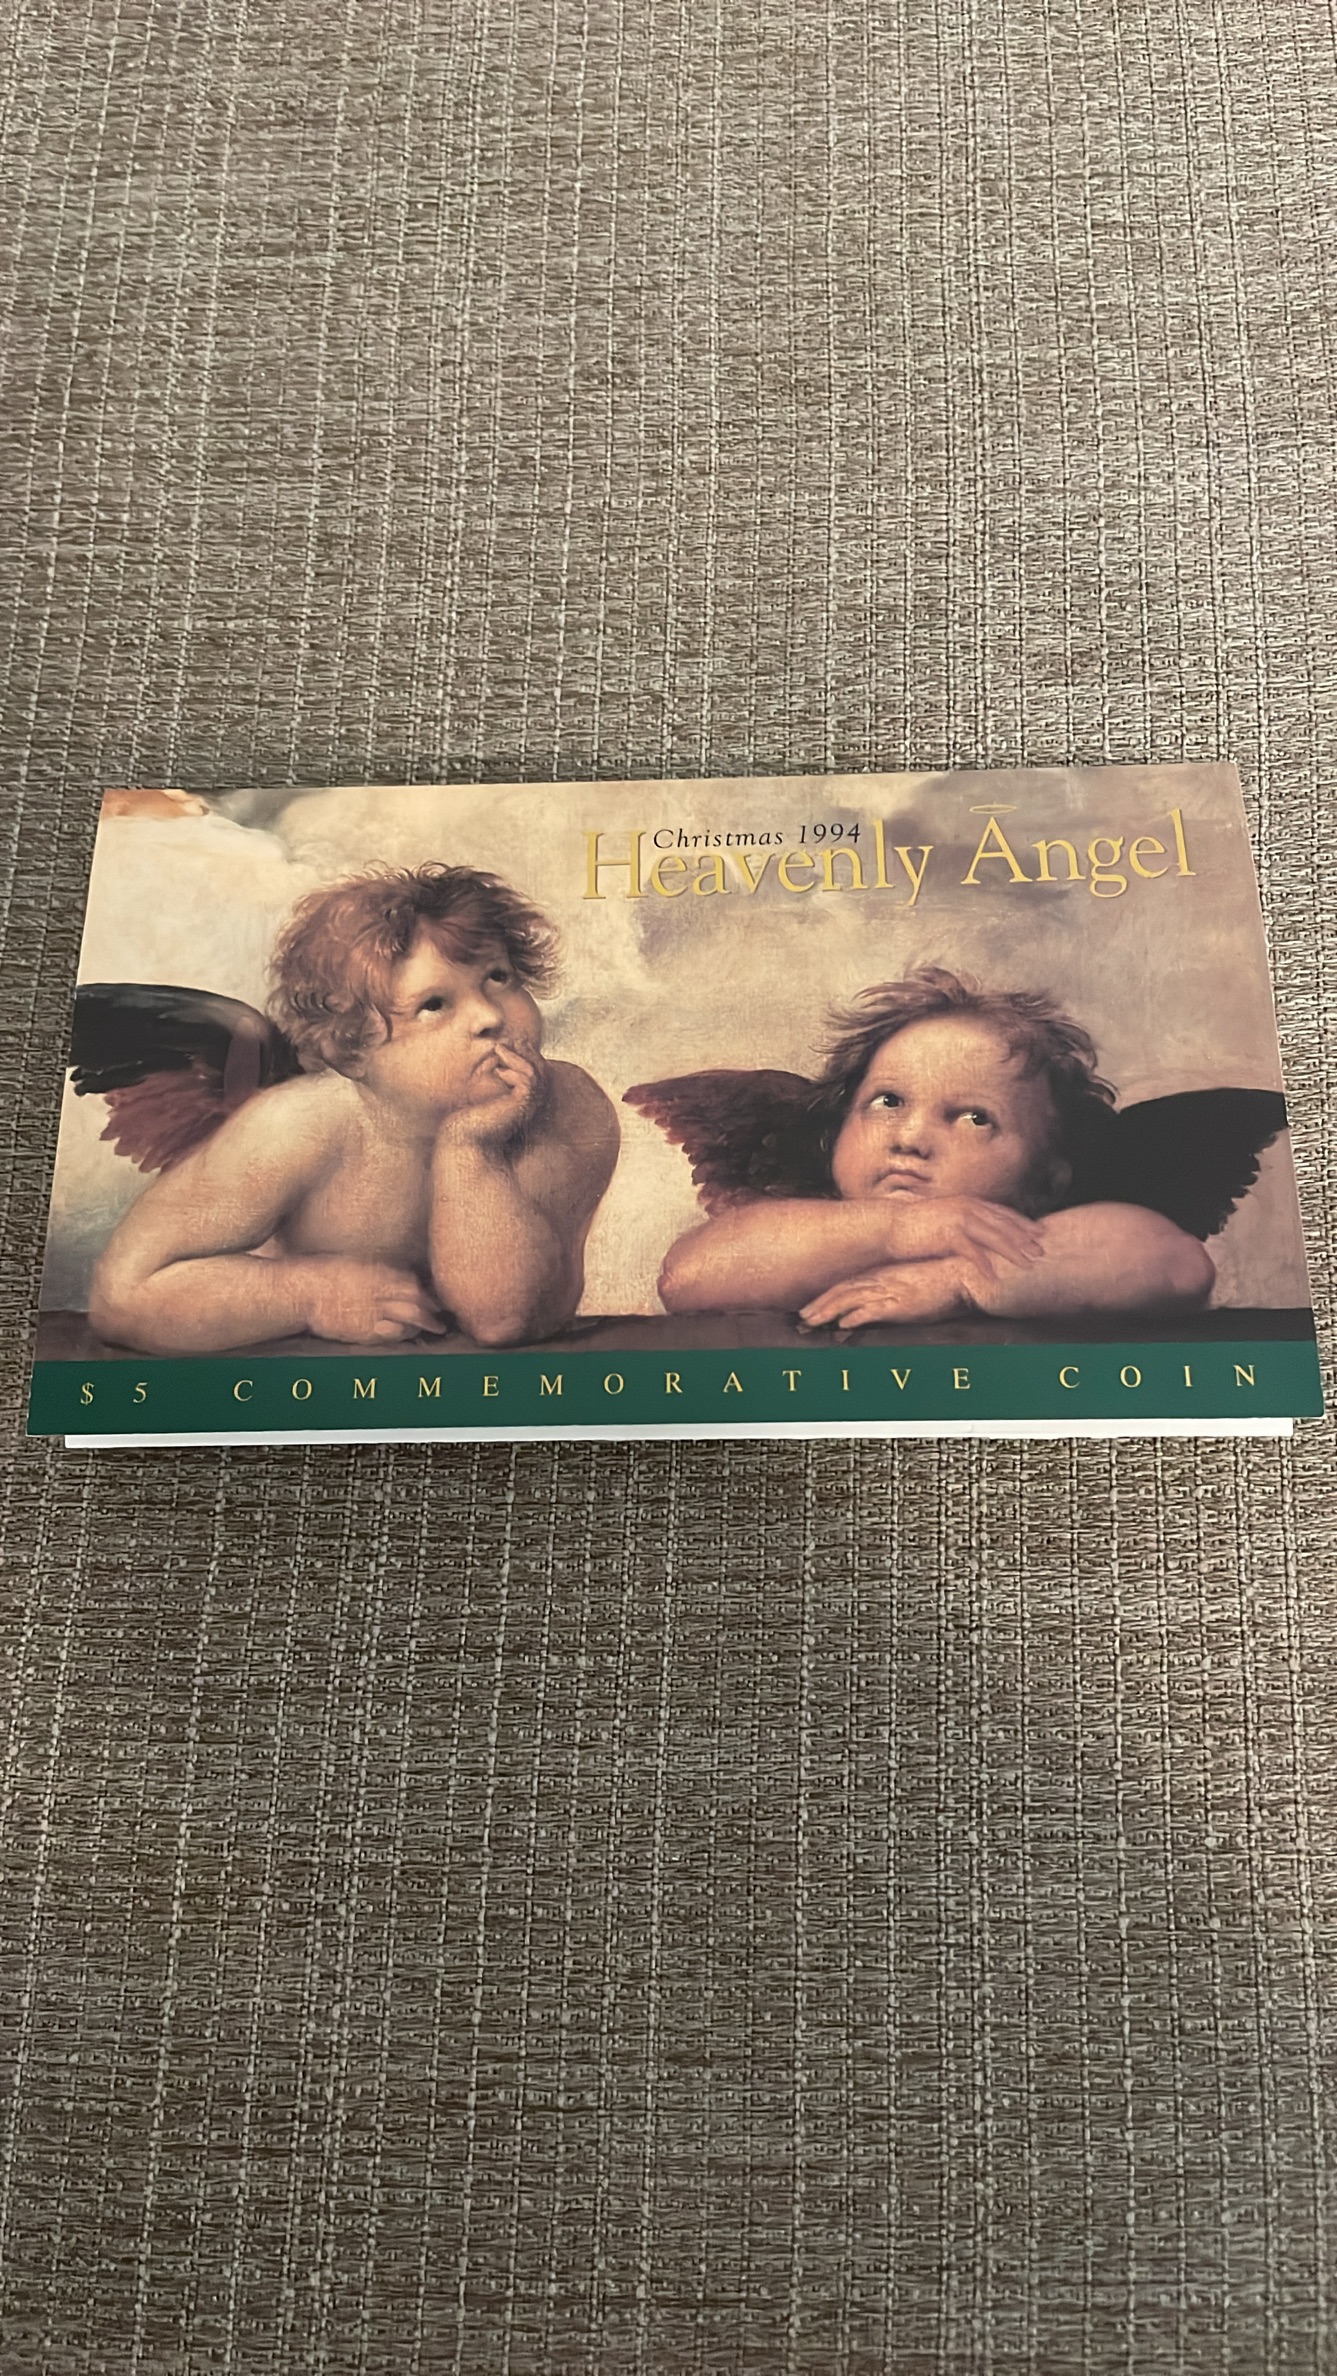 Christmas 1994
Heavenly Angel
$5 COMMEMORATIVE COIN